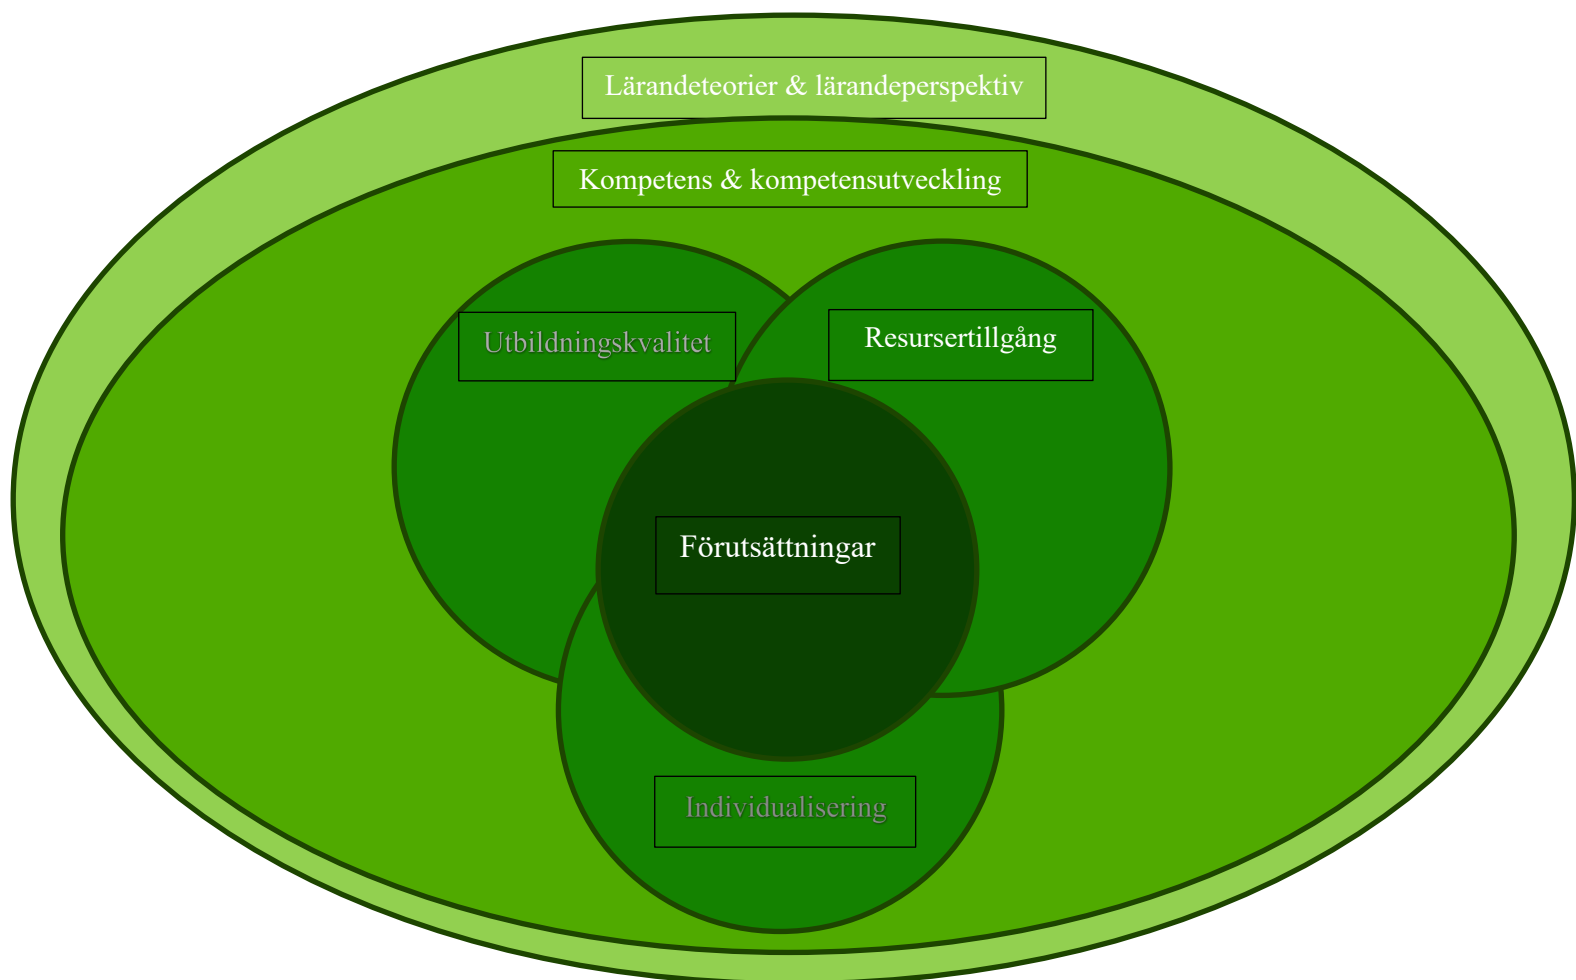 Lärandeteorier & lärandeperspektiv
Kompetens & kompetensutveckling
Utbildningskvalitet
Resursertillgång
Förutsättningar
Individualisering